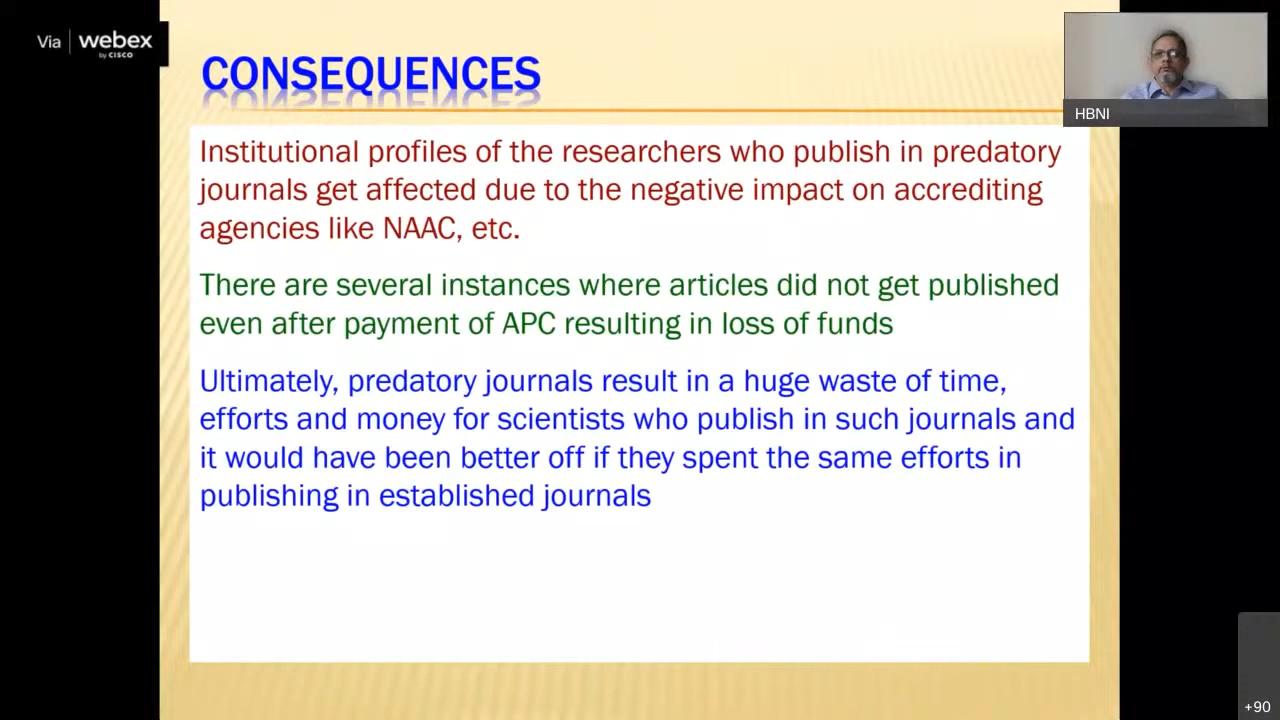 Via webex
by CISCO
CONSEQUENCES
HBNI
Institutional profiles of the researchers who publish in predatory
journals get affected due to the negative impact on accrediting
agencies like NAAC, etc.
There are several instances where articles did not get published
even after payment of APC resulting in loss of funds
Ultimately, predatory journals result in a huge waste of time,
efforts and money for scientists who publish in such journals and
it would have been better off if they spent the same efforts in
publishing in established journals
+90